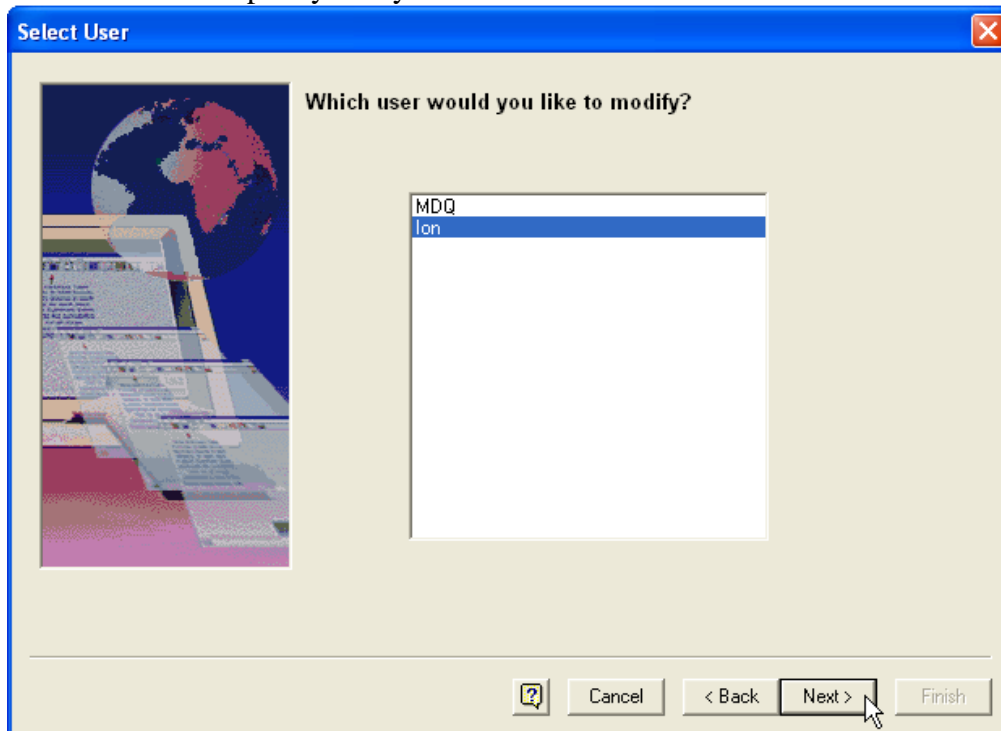 Select User
Which user would you like to modify?
MDQ
Ion
Cancel
< Back
Next >
Finish